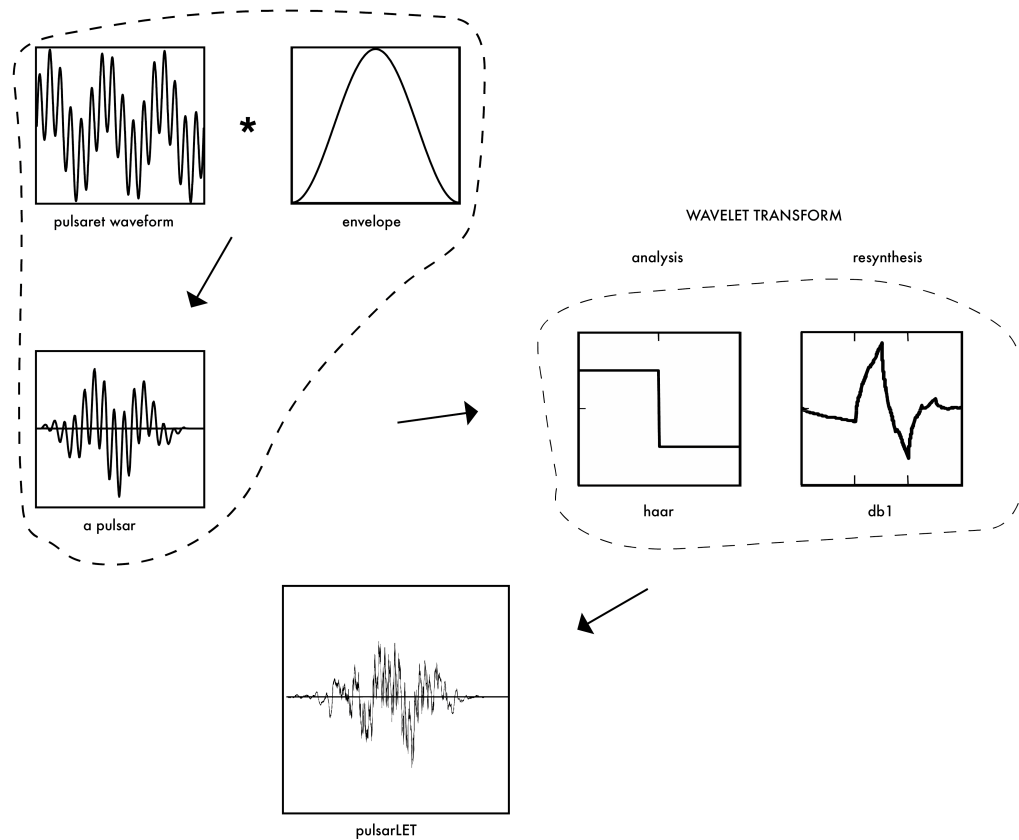 *
pulsaret waveform
envelope
WAVELET TRANSFORM
analysis
resynthesis
haar
db1
a pulsar
pulsarLET